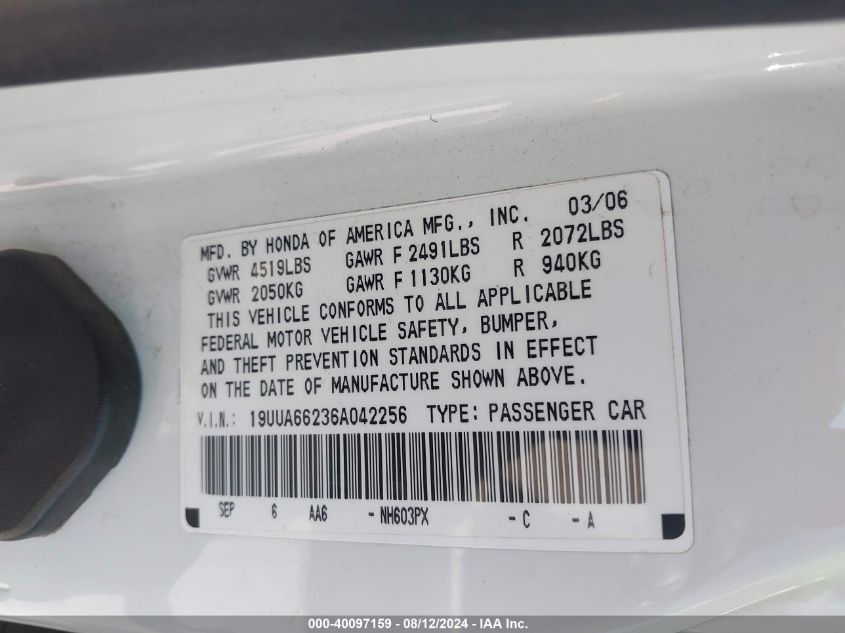 MFD. BY HONDA OF AMERICA MFG., INC. 03/06
GVWR 4519LBS GAWR F 2491LBS R 2072LBS
GVWR 2050KG GAWR F 1130KG R 940KG
THIS VEHICLE CONFORMS TO ALL APPLICABLE
FEDERAL MOTOR VEHICLE SAFETY, BUMPER,
AND THEFT PREVENTION STANDARDS IN EFFECT
ON THE DATE OF MANUFACTURE SHOWN ABOVE.
V.I.N.: 19UUA66236A042256 TYPE: PASSENGER CAR
SEP 6 AA6 - NH603PX - C - A
000-40097159 - 08/12/2024 - IAA Inc.